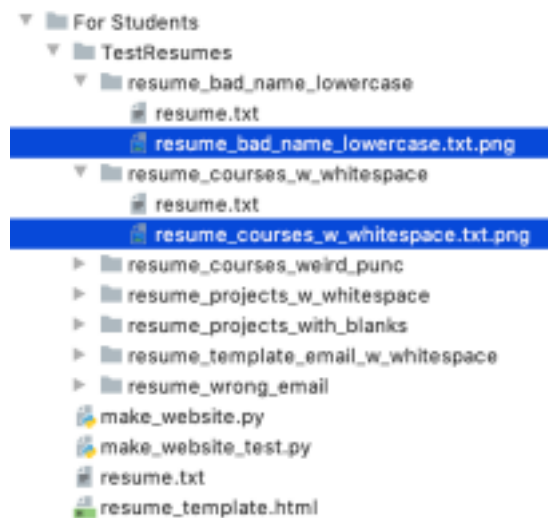 For Students
TestResumes
resume_bad_name_lowercase
resume.txt
resume_bad_name_lowercase.txt.png
resume_courses_w_whitespace
resume.txt
resume_courses_w_whitespace.txt.png
resume_courses_weird_punc
resume_projects_w_whitespace
resume_projects_with_blanks
resume_template_email_w_whitespace
resume_wrong_email
make_website.py
make_website_test.py
resume.txt
resume_template.html